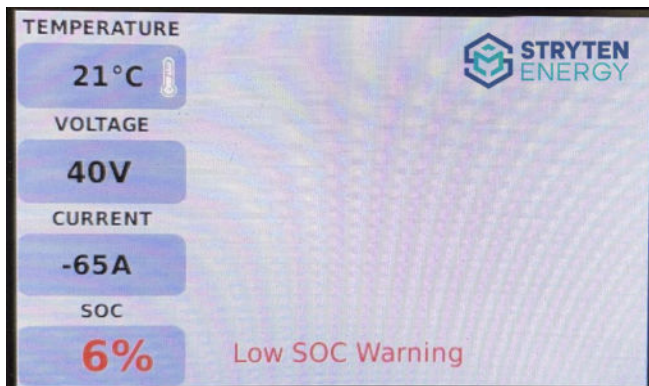 TEMPERATURE
21°C
VOLTAGE
40V
CURRENT
-65A
SOC
6%
Low SOC Warning
STRYTEN
ENERGY